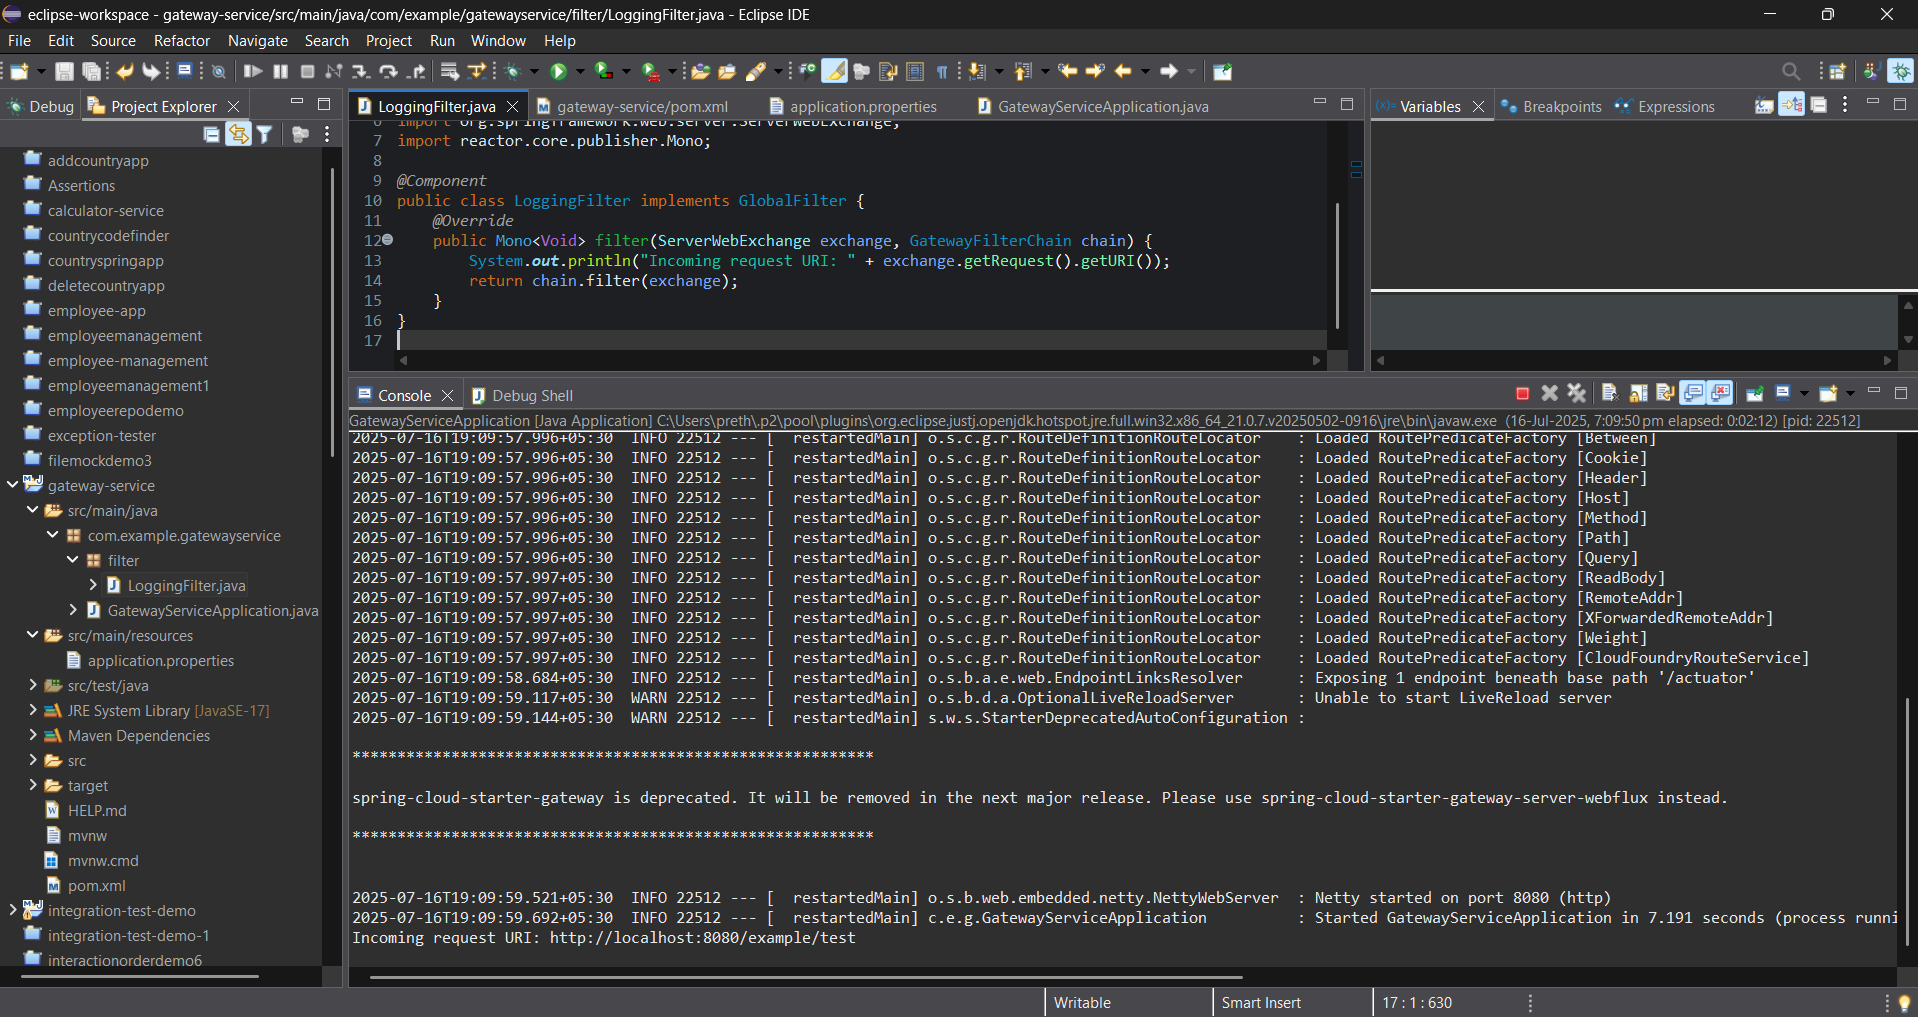 eclipse-workspace - gateway-service/src/main/java/com/example/gatewayservice/filter/LoggingFilter.java - Eclipse IDE
File Edit Source Refactor Navigate Search Project Run Window Help
Debug Project Explorer
addcountryapp
Assertions
calculator-service
countrycodefinder
countryspringapp
deletecountryapp
employee-app
employeemanagement
employee-management
employeemanagement1
employeerepodemo
exception-tester
filemockdemo3
gateway-service
src/main/java
com.example.gatewayservice
filter
LoggingFilter.java
GatewayServiceApplication.java
src/main/resources
application.properties
src/test/java
JRE System Library [JavaSE-17]
Maven Dependencies
src
target
HELP.md
mvnw
mvnw.cmd
pom.xml
integration-test-demo
integration-test-demo-1
interactionorderdemo6
LoggingFilter.java gateway-service/pom.xml application.properties GatewayServiceApplication.java
6 import org.springframework.web.server.ServerWebExchange;
7 import reactor.core.publisher.Mono;
8
9 @Component
10 public class LoggingFilter implements GlobalFilter {
11 @Override
12 public Mono<Void> filter(ServerWebExchange exchange, GatewayFilterChain chain) {
13 System.out.println("Incoming request URI: " + exchange.getRequest().getURI());
14 return chain.filter(exchange);
15 }
16 }
17
Variables Breakpoints Expressions
Console Debug Shell
GatewayServiceApplication [Java Application] C:\Users\preth\.p2\pool\plugins\org.eclipse.justj.openjdk.hotspot.jre.full.win32.x86_64_21.0.7.v20250502-0916\jre\bin\javaw.exe (16-Jul-2025, 7:09:50 pm elapsed: 0:02:12) [pid: 22512]
2025-07-16T19:09:57.996+05:30 INFO 22512 --- [ restartedMain] o.s.c.g.r.RouteDefinitionRouteLocator : Loaded RoutePredicateFactory [Between]
2025-07-16T19:09:57.996+05:30 INFO 22512 --- [ restartedMain] o.s.c.g.r.RouteDefinitionRouteLocator : Loaded RoutePredicateFactory [Cookie]
2025-07-16T19:09:57.996+05:30 INFO 22512 --- [ restartedMain] o.s.c.g.r.RouteDefinitionRouteLocator : Loaded RoutePredicateFactory [Header]
2025-07-16T19:09:57.996+05:30 INFO 22512 --- [ restartedMain] o.s.c.g.r.RouteDefinitionRouteLocator : Loaded RoutePredicateFactory [Host]
2025-07-16T19:09:57.996+05:30 INFO 22512 --- [ restartedMain] o.s.c.g.r.RouteDefinitionRouteLocator : Loaded RoutePredicateFactory [Method]
2025-07-16T19:09:57.996+05:30 INFO 22512 --- [ restartedMain] o.s.c.g.r.RouteDefinitionRouteLocator : Loaded RoutePredicateFactory [Path]
2025-07-16T19:09:57.996+05:30 INFO 22512 --- [ restartedMain] o.s.c.g.r.RouteDefinitionRouteLocator : Loaded RoutePredicateFactory [Query]
2025-07-16T19:09:57.997+05:30 INFO 22512 --- [ restartedMain] o.s.c.g.r.RouteDefinitionRouteLocator : Loaded RoutePredicateFactory [ReadBody]
2025-07-16T19:09:57.997+05:30 INFO 22512 --- [ restartedMain] o.s.c.g.r.RouteDefinitionRouteLocator : Loaded RoutePredicateFactory [RemoteAddr]
2025-07-16T19:09:57.997+05:30 INFO 22512 --- [ restartedMain] o.s.c.g.r.RouteDefinitionRouteLocator : Loaded RoutePredicateFactory [XForwardedRemoteAddr]
2025-07-16T19:09:57.997+05:30 INFO 22512 --- [ restartedMain] o.s.c.g.r.RouteDefinitionRouteLocator : Loaded RoutePredicateFactory [Weight]
2025-07-16T19:09:57.997+05:30 INFO 22512 --- [ restartedMain] o.s.c.g.r.RouteDefinitionRouteLocator : Loaded RoutePredicateFactory [CloudFoundryRouteService]
2025-07-16T19:09:58.684+05:30 INFO 22512 --- [ restartedMain] o.s.b.a.e.web.EndpointLinksResolver : Exposing 1 endpoint beneath base path '/actuator'
2025-07-16T19:09:59.117+05:30 WARN 22512 --- [ restartedMain] o.s.b.d.a.OptionalLiveReloadServer : Unable to start LiveReload server
2025-07-16T19:09:59.144+05:30 WARN 22512 --- [ restartedMain] s.w.s.StarterDeprecatedAutoConfiguration :
**********************************************************
spring-cloud-starter-gateway is deprecated. It will be removed in the next major release. Please use spring-cloud-starter-gateway-server-webflux instead.
**********************************************************
2025-07-16T19:09:59.521+05:30 INFO 22512 --- [ restartedMain] o.s.b.web.embedded.netty.NettyWebServer : Netty started on port 8080 (http)
2025-07-16T19:09:59.692+05:30 INFO 22512 --- [ restartedMain] c.e.g.GatewayServiceApplication : Started GatewayServiceApplication in 7.191 seconds (process runni
Incoming request URI: http://localhost:8080/example/test
Writable Smart Insert 17 : 1 : 630